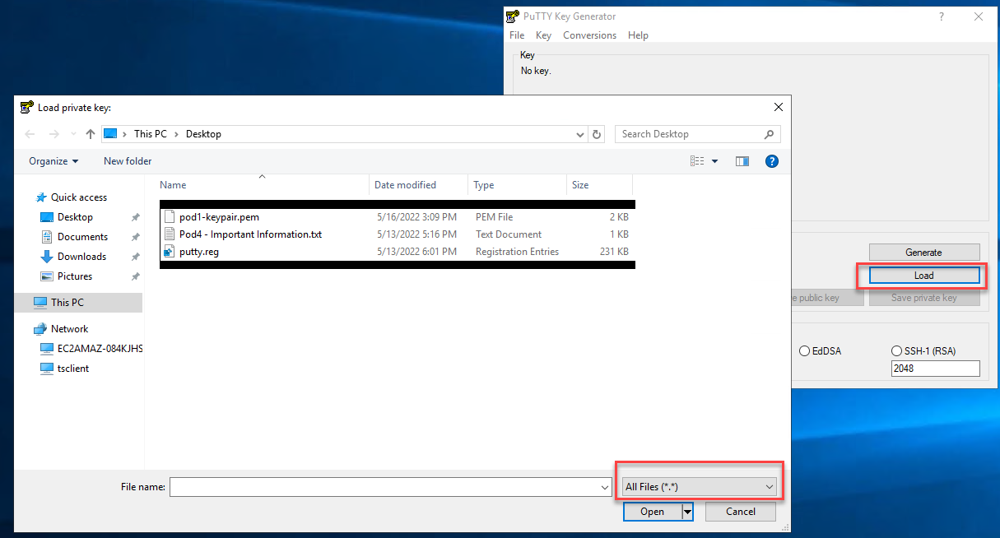 PuTTY Key Generator
?
File Key Conversions Help
Key
No key.
Load private key:
This PC > Desktop
Search Desktop
Organize
New folder
?
Name Date modified Type Size
Quick access
Desktop
Documents
Downloads
Pictures
This PC
Network
EC2AMAZ-084KJHS
tsclient
pod1-keypair.pem 5/16/2022 3:09 PM PEM File 2 KB
Pod4 - Important Information.txt 5/13/2022 5:16 PM Text Document 1 KB
putty.reg 5/13/2022 6:01 PM Registration Entries 231 KB
Generate
Load
public key
Save private key
EdDSA
SSH-1 (RSA)
2048
File name:
All Files (*.*)
Open
Cancel